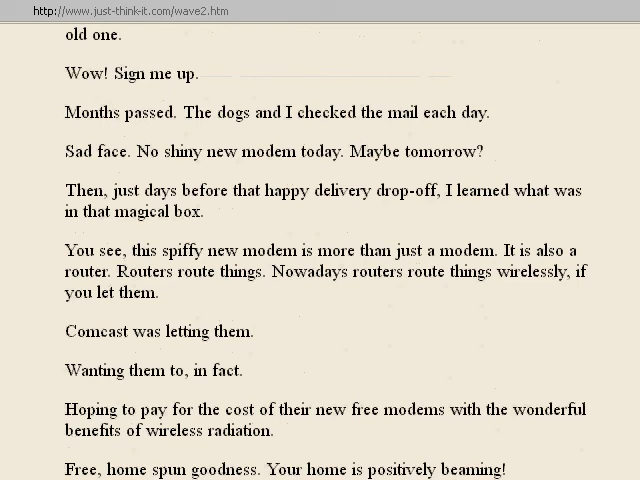 http://www.just-think-it.com/wave2.htm
old one.
Wow! Sign me up.
Months passed. The dogs and I checked the mail each day.
Sad face. No shiny new modem today. Maybe tomorrow?
Then, just days before that happy delivery drop-off, I learned what was
in that magical box.
You see, this spiffy new modem is more than just a modem. It is also a
router. Routers route things. Nowadays routers route things wirelessly, if
you let them.
Comcast was letting them.
Wanting them to, in fact.
Hoping to pay for the cost of their new free modems with the wonderful
benefits of wireless radiation.
Free, home spun goodness. Your home is positively beaming!